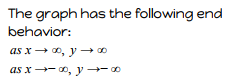 The graph has the following end
behavior:
as x → ∞, y → ∞
as x →− ∞, y →− ∞